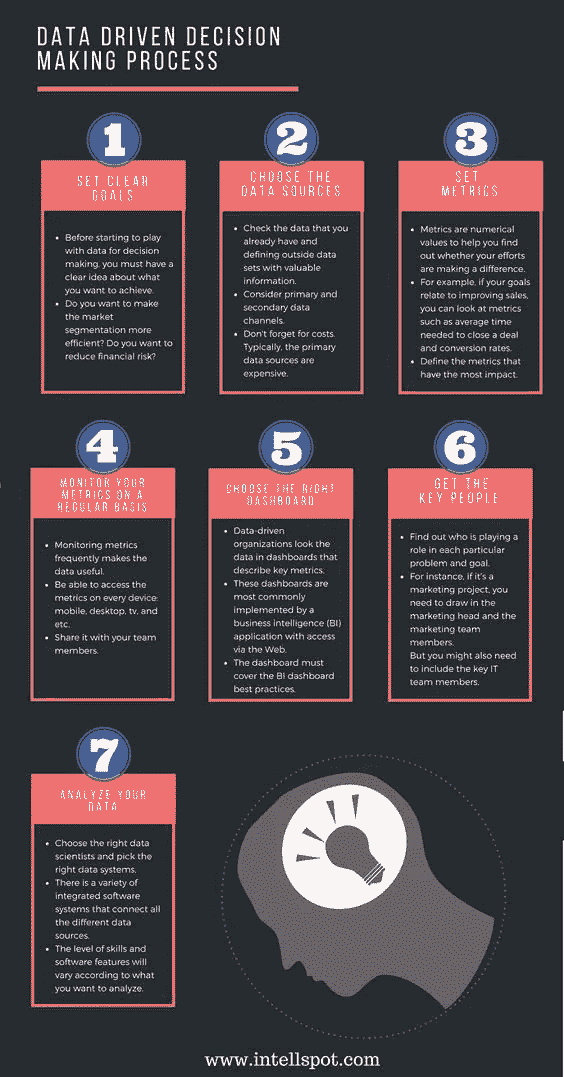 DATA DRIVEN DECISION
MAKING PROCESS
1
SET CLEAR
GOALS
• Before starting to play
with data for decision
making, you must have a
clear idea about what
you want to achieve.
• Do you want to make
the market
segmentation more
efficient? Do you want to
reduce financial risk?
2
CHOOSE THE
DATA SOURCES
• Check the data that you
already have and
defining outside data
sets with valuable
information.
• Consider primary and
secondary data
channels.
• Don't forget for costs.
Typically, the primary
data sources are
expensive.
3
SET
METRICS
• Metrics are numerical
values to help you find
out whether your efforts
are making a difference.
• For example, if your goals
relate to improving sales,
you can look at metrics
such as average time
needed to close a deal
and conversion rates.
• Define the metrics that
have the most impact.
4
MONITOR YOUR
METRICS ON A
REGULAR BASIS
• Monitoring metrics
frequently makes the
data useful.
• Be able to access the
metrics on every device:
mobile, desktop, tv, and
etc.
• Share it with your team
members.
5
CHOOSE THE RIGHT
DASHBOARD
• Data-driven
organizations look the
data in dashboards that
describe key metrics.
• These dashboards are
most commonly
implemented by a
business intelligence (BI)
application with access
via the Web.
• The dashboard must
cover the BI dashboard
best practices.
6
GET THE
KEY PEOPLE
• Find out who is playing a
role in each particular
problem and goal.
• For instance, if it's a
marketing project, you
need to draw in the
marketing head and the
marketing team
members.
But you might also need
to include the key IT
team members.
7
ANALYZE YOUR
DATA
• Choose the right data
scientists and pick the
right data systems.
• There is a variety of
integrated software
systems that connect all
the different data
sources.
• The level of skills and
software features will
vary according to what
you want to analyze.
www.intellspot.com